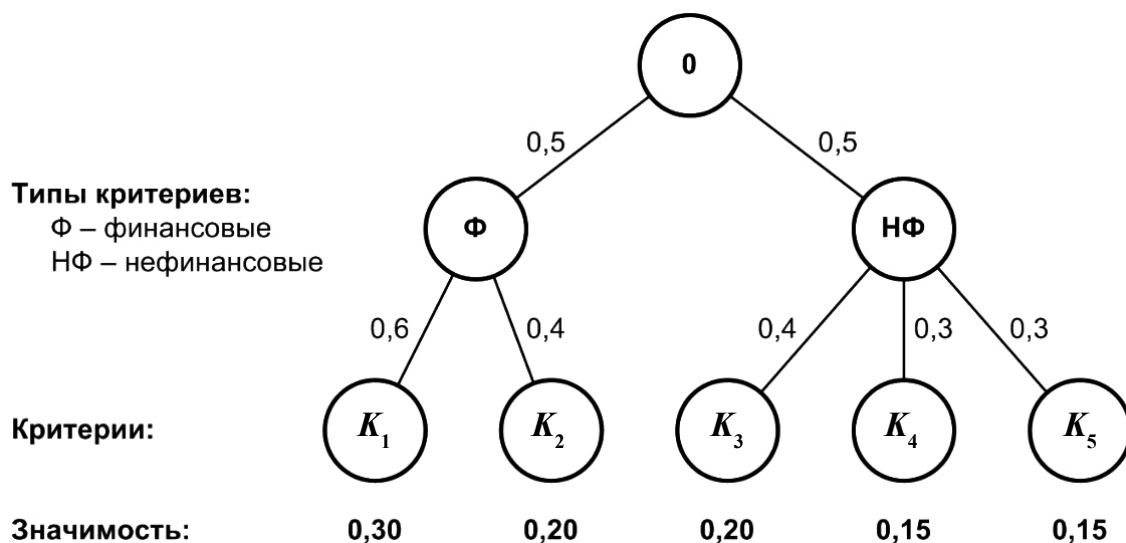 0
0,5 0,5
Типы критериев:
Ф – финансовые
НФ – нефинансовые
Ф НФ
0,6 0,4 0,4 0,3 0,3
Критерии: K1 K2 K3 K4 K5
Значимость: 0,30 0,20 0,20 0,15 0,15